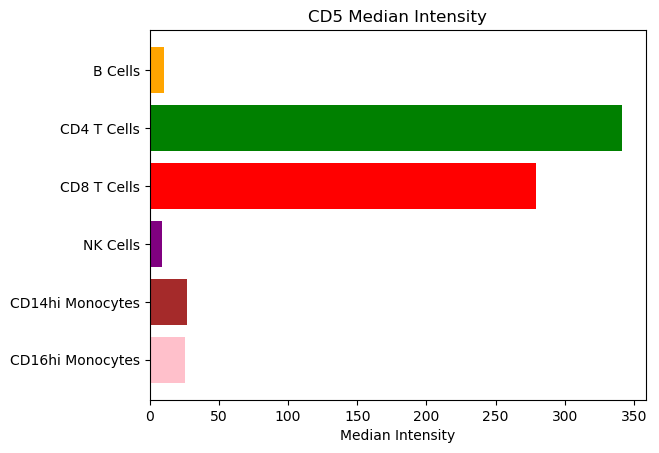 CD5 Median Intensity
B Cells
CD4 T Cells
CD8 T Cells
NK Cells
CD14hi Monocytes
CD16hi Monocytes
0 50 100 150 200 250 300 350
Median Intensity